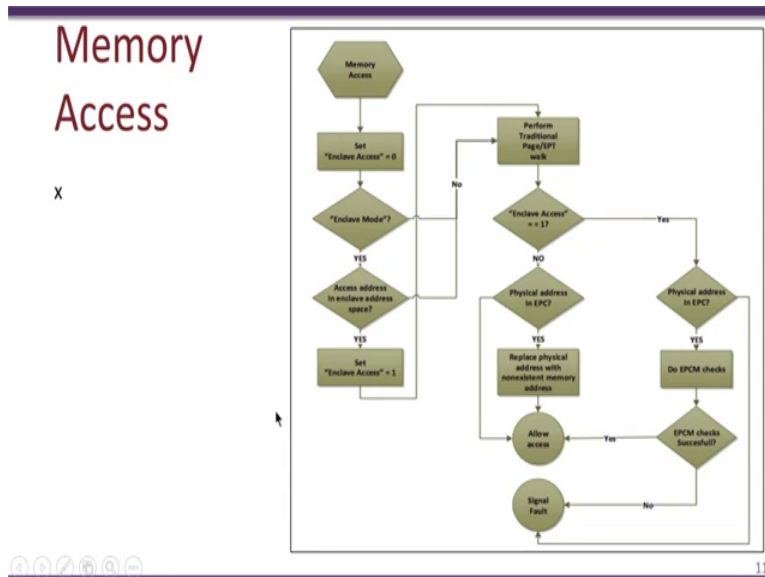 Memory
Access
x
Memory
Access
Set
"Enclave Access" = 0
"Enclave Mode"?
YES
Access address
in enclave address
space?
YES
Set
"Enclave Access" = 1
No
Perform
Traditional
Page/EPT
walk
"Enclave Access"
= = 1?
Yes
NO
Physical address
in EPC?
YES
Replace physical
address with
nonexistent memory
address
Allow
access
Physical address
in EPC?
YES
Do EPCM checks
EPCM checks
Succesfull?
Yes
No
Signal
Fault
11